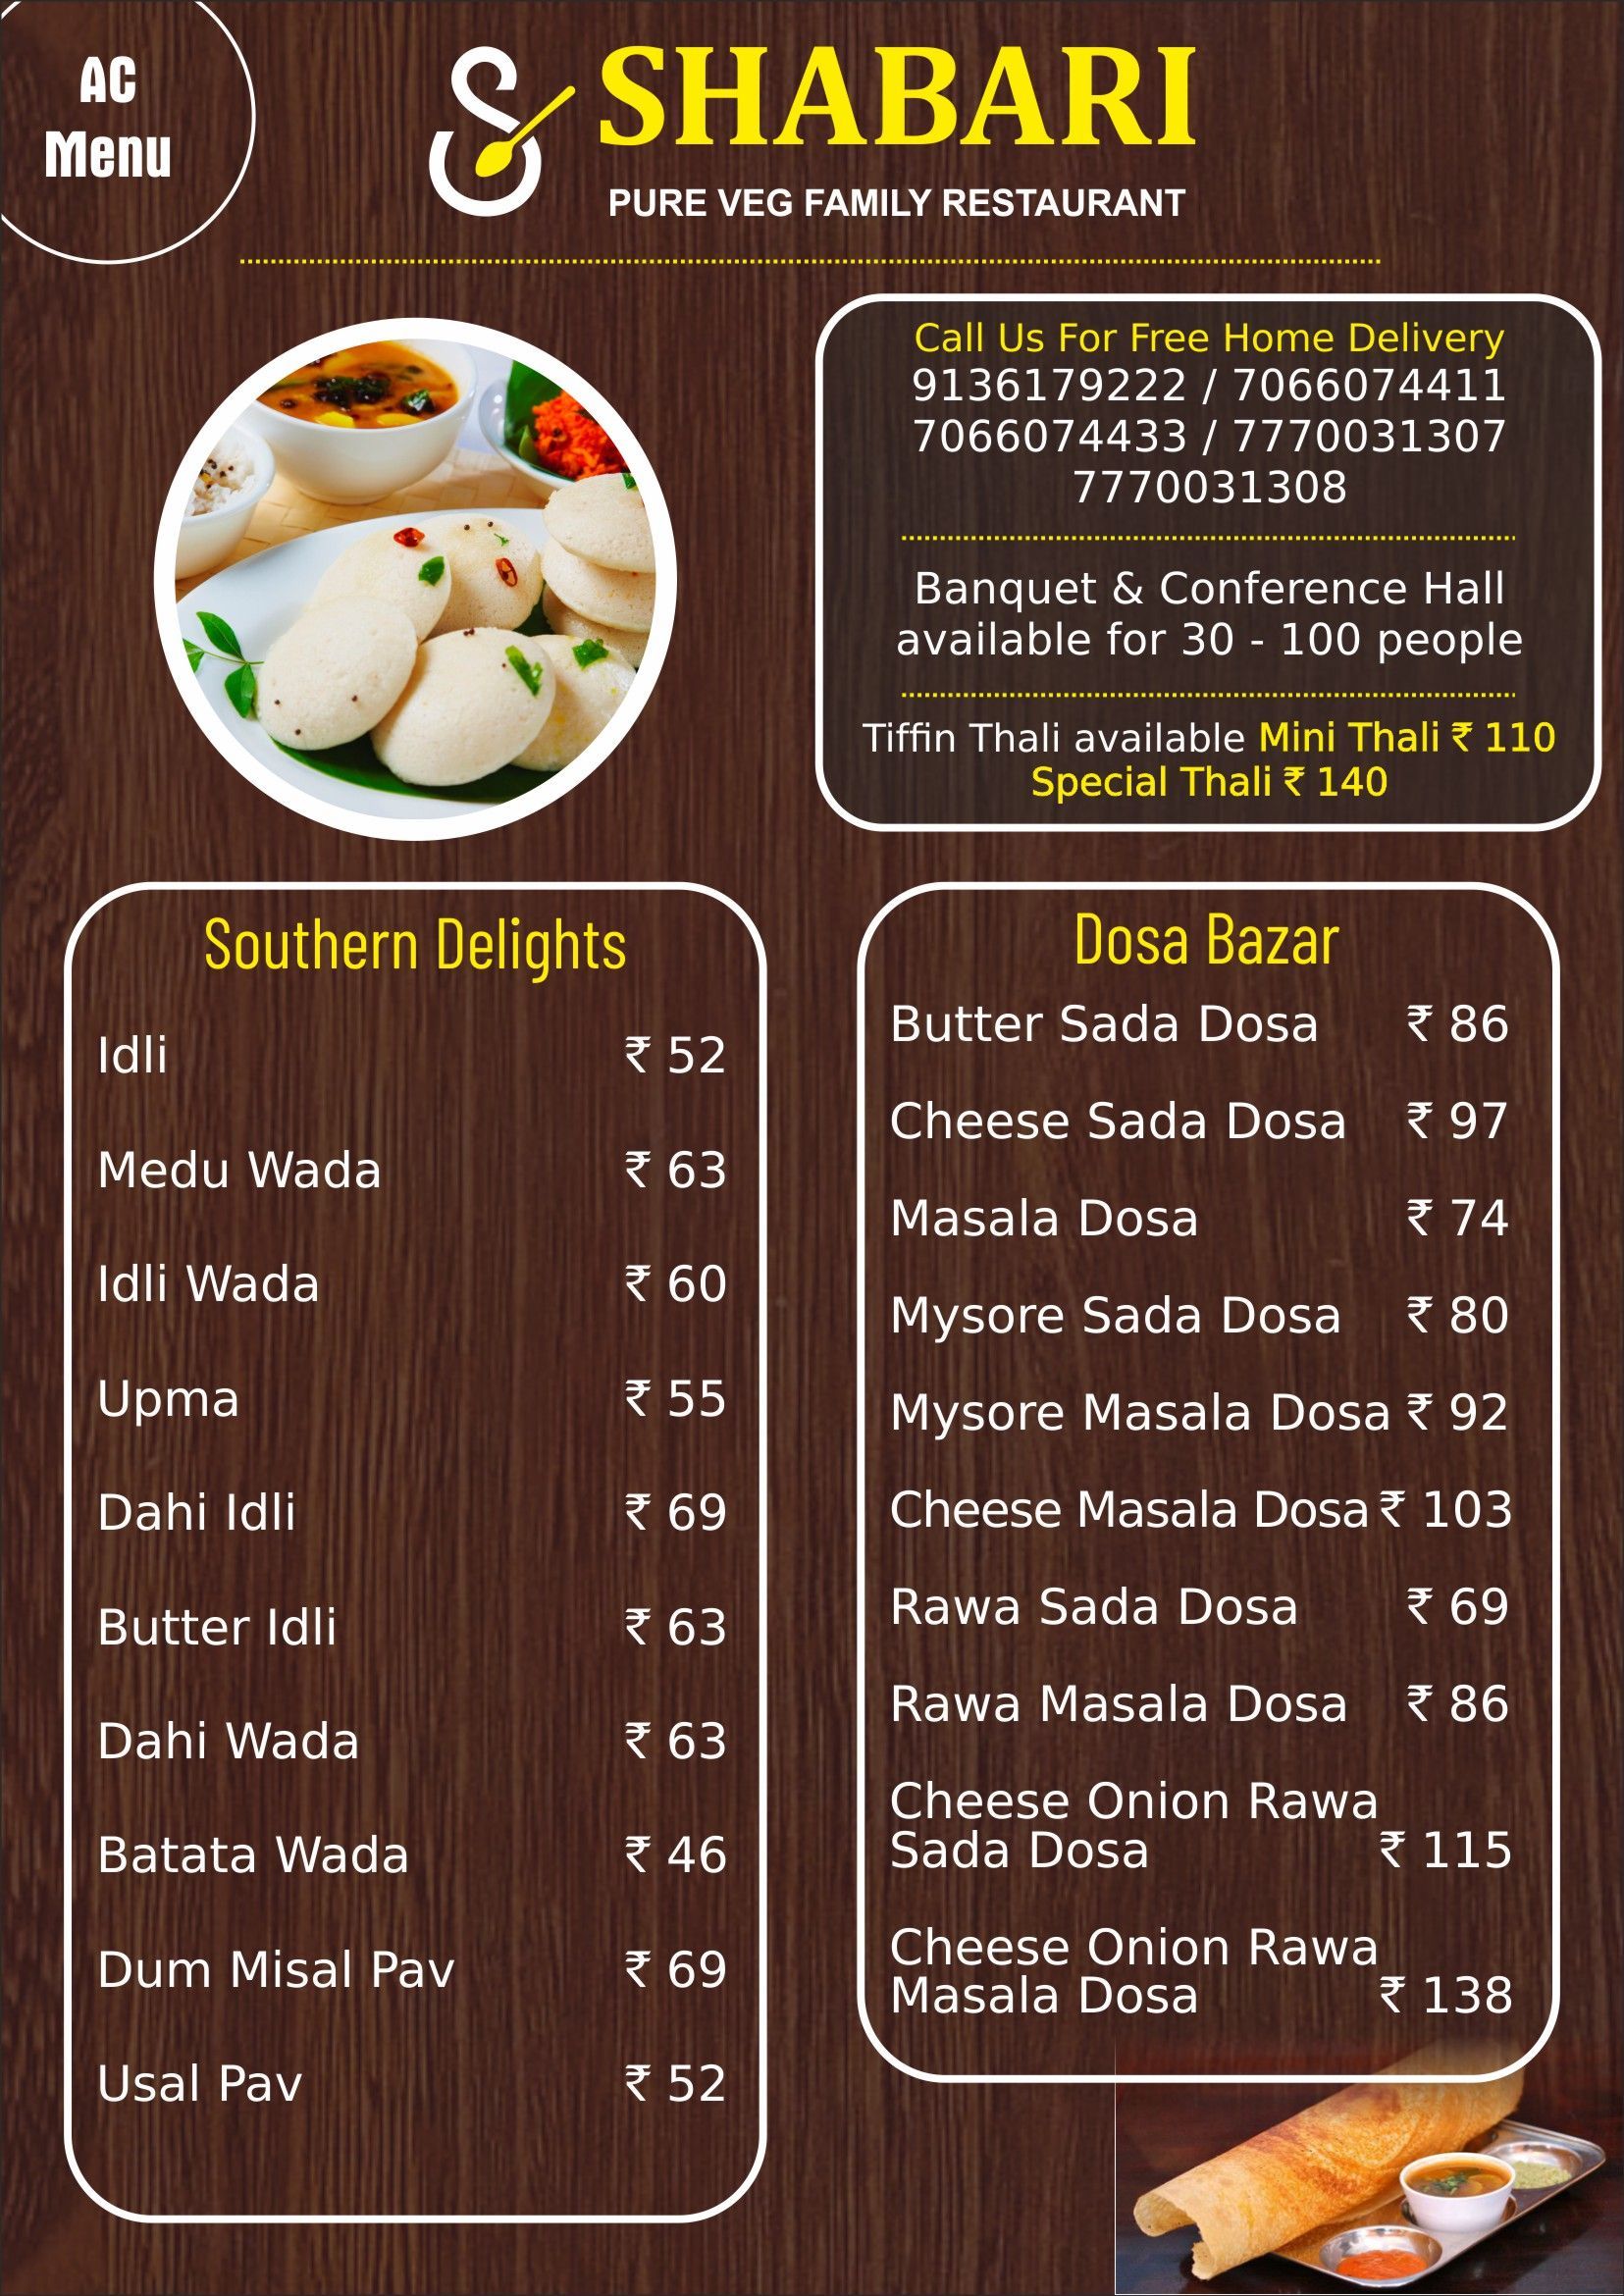 AC
Menu
SHABARI
PURE VEG FAMILY RESTAURANT
Call Us For Free Home Delivery
9136179222 / 7066074411
7066074433 / 7770031307
7770031308
Banquet & Conference Hall
available for 30 - 100 people
Tiffin Thali available Mini Thali ₹ 110
Special Thali ₹ 140
Southern Delights
Idli ₹ 52
Medu Wada ₹ 63
Idli Wada ₹ 60
Upma ₹ 55
Dahi Idli ₹ 69
Butter Idli ₹ 63
Dahi Wada ₹ 63
Batata Wada ₹ 46
Dum Misal Pav ₹ 69
Usal Pav ₹ 52
Dosa Bazar
Butter Sada Dosa ₹ 86
Cheese Sada Dosa ₹ 97
Masala Dosa ₹ 74
Mysore Sada Dosa ₹ 80
Mysore Masala Dosa ₹ 92
Cheese Masala Dosa ₹ 103
Rawa Sada Dosa ₹ 69
Rawa Masala Dosa ₹ 86
Cheese Onion Rawa
Sada Dosa ₹ 115
Cheese Onion Rawa
Masala Dosa ₹ 138